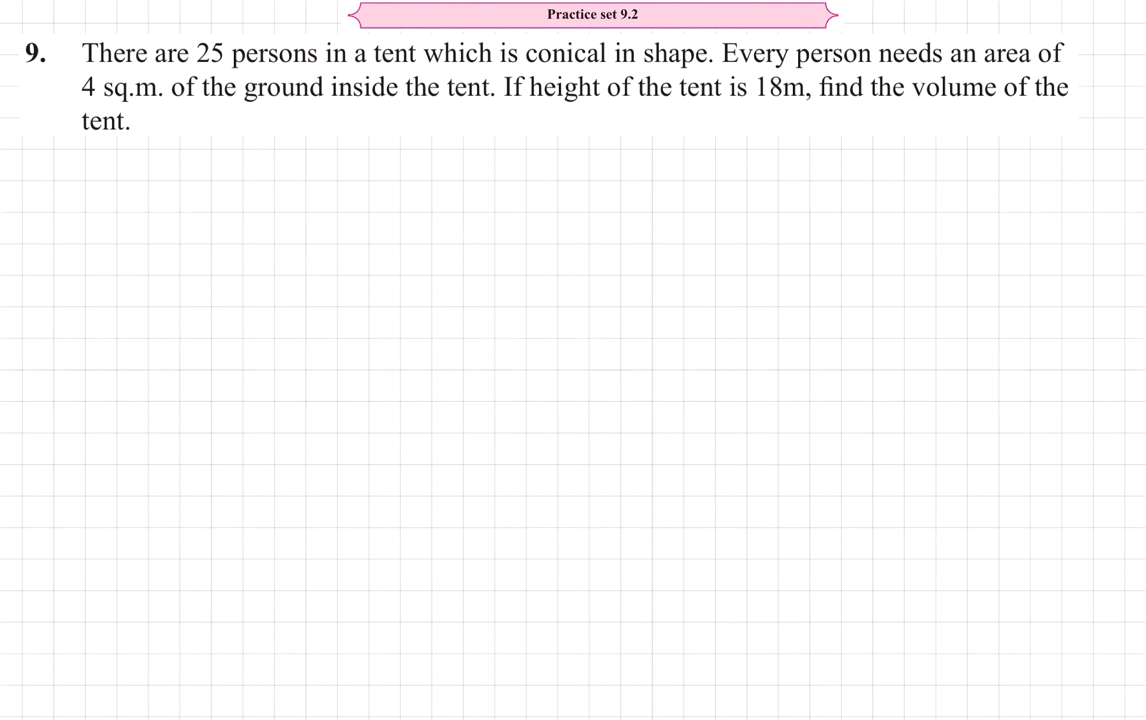 Practice set 9.2
9. There are 25 persons in a tent which is conical in shape. Every person needs an area of
4 sq.m. of the ground inside the tent. If height of the tent is 18m, find the volume of the
tent.